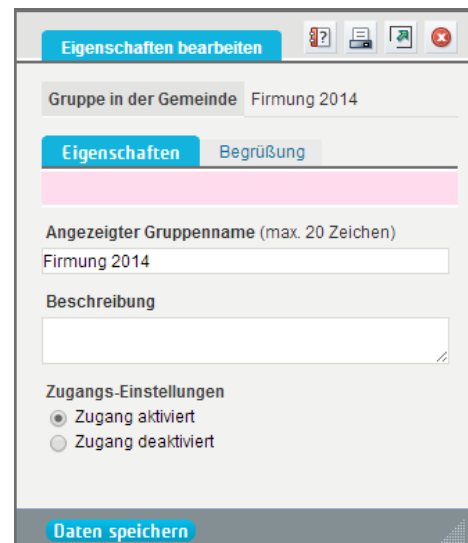 Eigenschaften bearbeiten
Gruppe in der Gemeinde Firmung 2014
Eigenschaften Begrüßung
Angezeigter Gruppenname (max. 20 Zeichen)
Firmung 2014
Beschreibung
Zugangs-Einstellungen
Zugang aktiviert
Zugang deaktiviert
Daten speichern